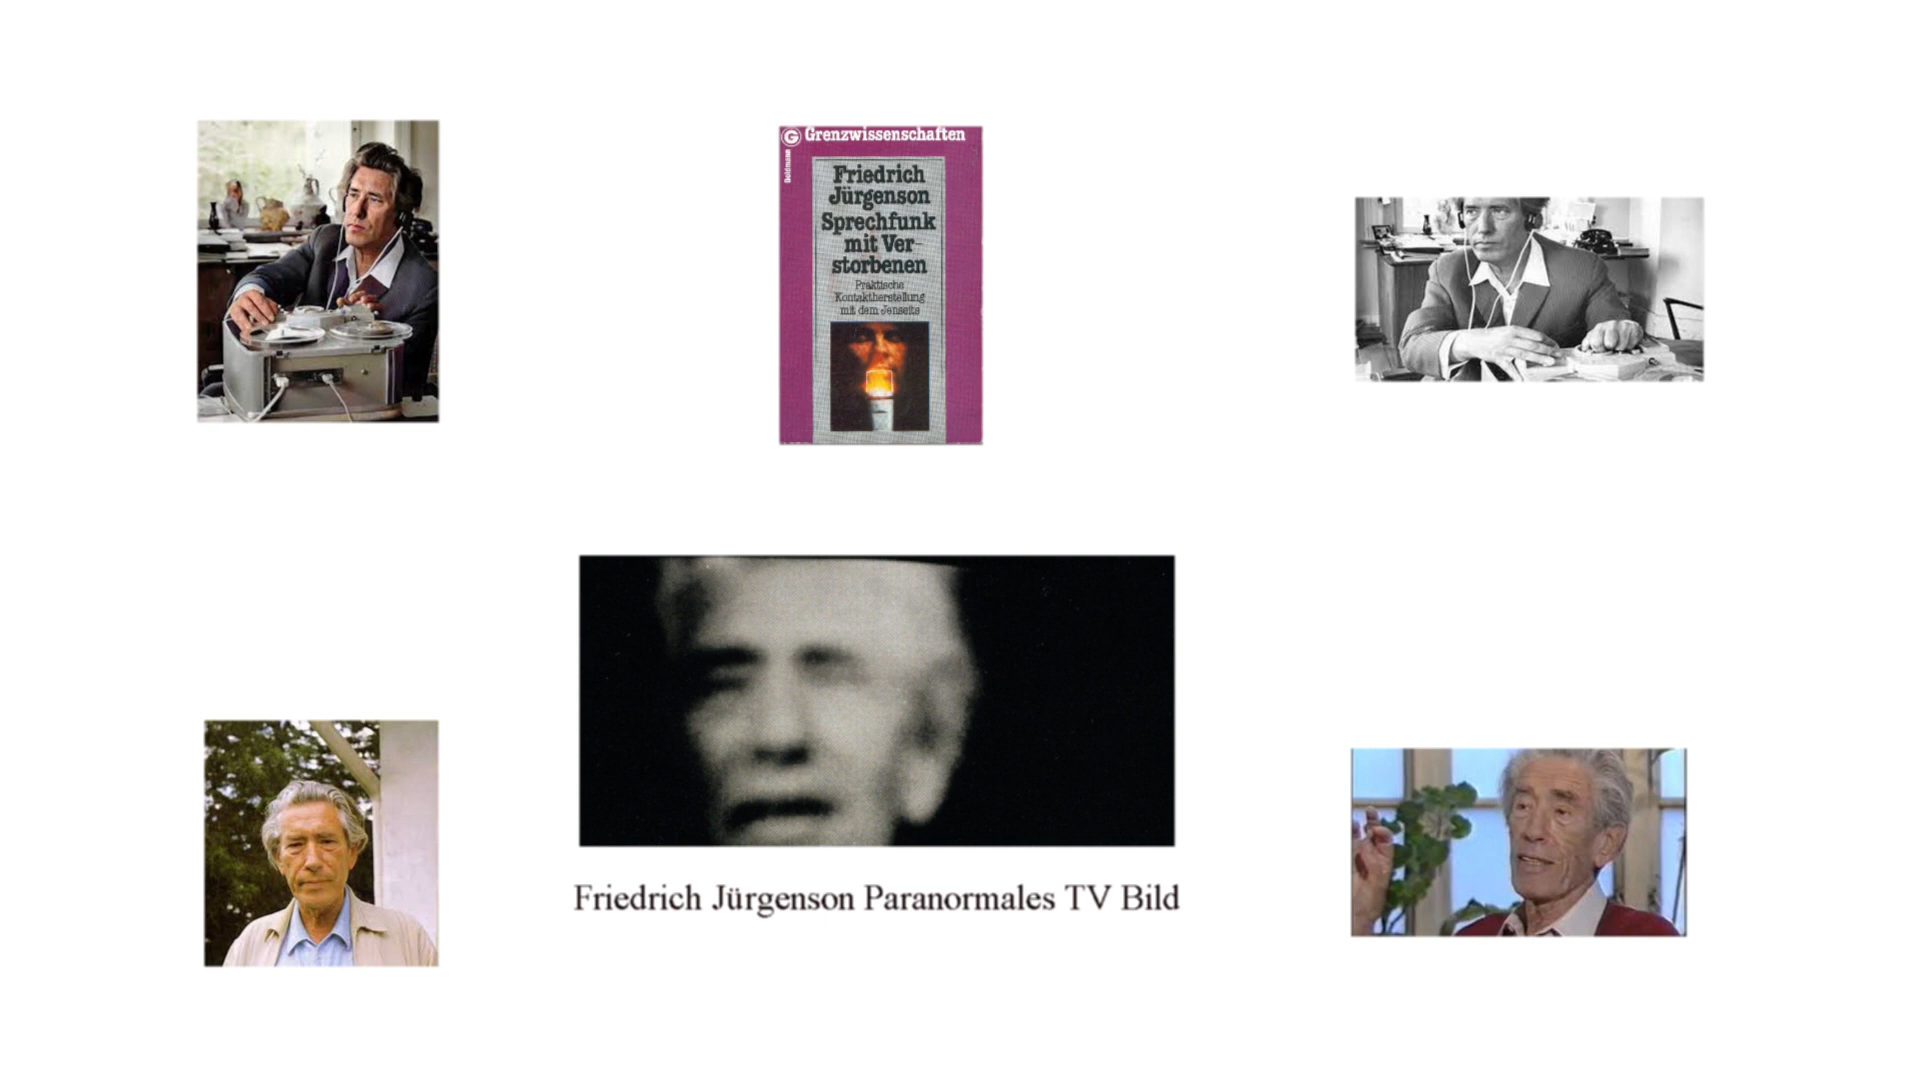 Grenzwissenschaften
Goldmann
Friedrich
Jürgenson
Sprechfunk
mit Ver-
storbenen
Praktische
Kontaktherstellung
mit dem Jenseits
Friedrich Jürgenson Paranormales TV Bild